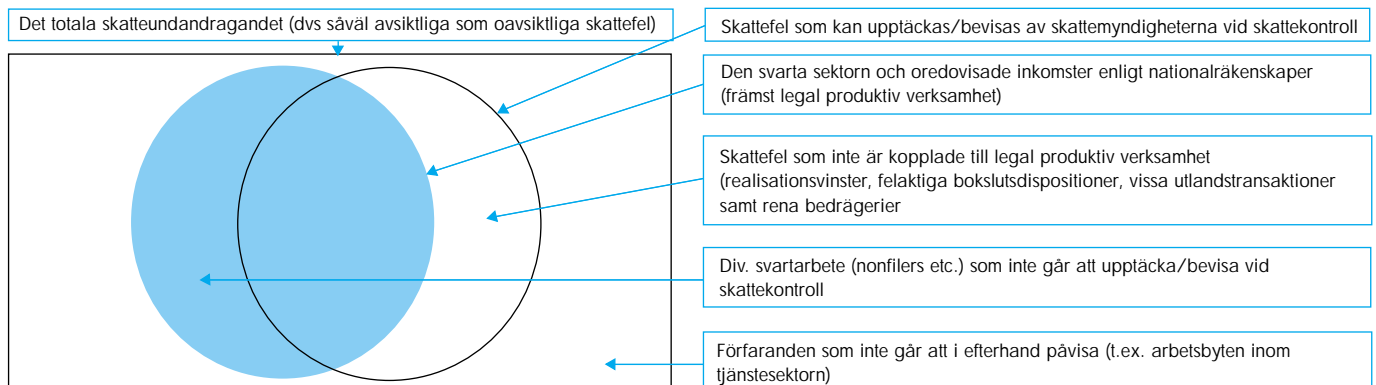 Det totala skatteundandragandet (dvs såväl avsiktliga som oavsiktliga skattefel)
Skattefel som kan upptäckas/bevisas av skattemyndigheterna vid skattekontroll
Den svarta sektorn och oredovisade inkomster enligt nationalräkenskaper
(främst legal produktiv verksamhet)
Skattefel som inte är kopplade till legal produktiv verksamhet
(realisationsvinster, felaktiga bokslutsdispositioner, vissa utlandstransaktioner
samt rena bedrägerier
Div. svartarbete (nonfilers etc.) som inte går att upptäcka/bevisa vid
skattekontroll
Förfaranden som inte går att i efterhand påvisa (t.ex. arbetsbyten inom
tjänstesektorn)